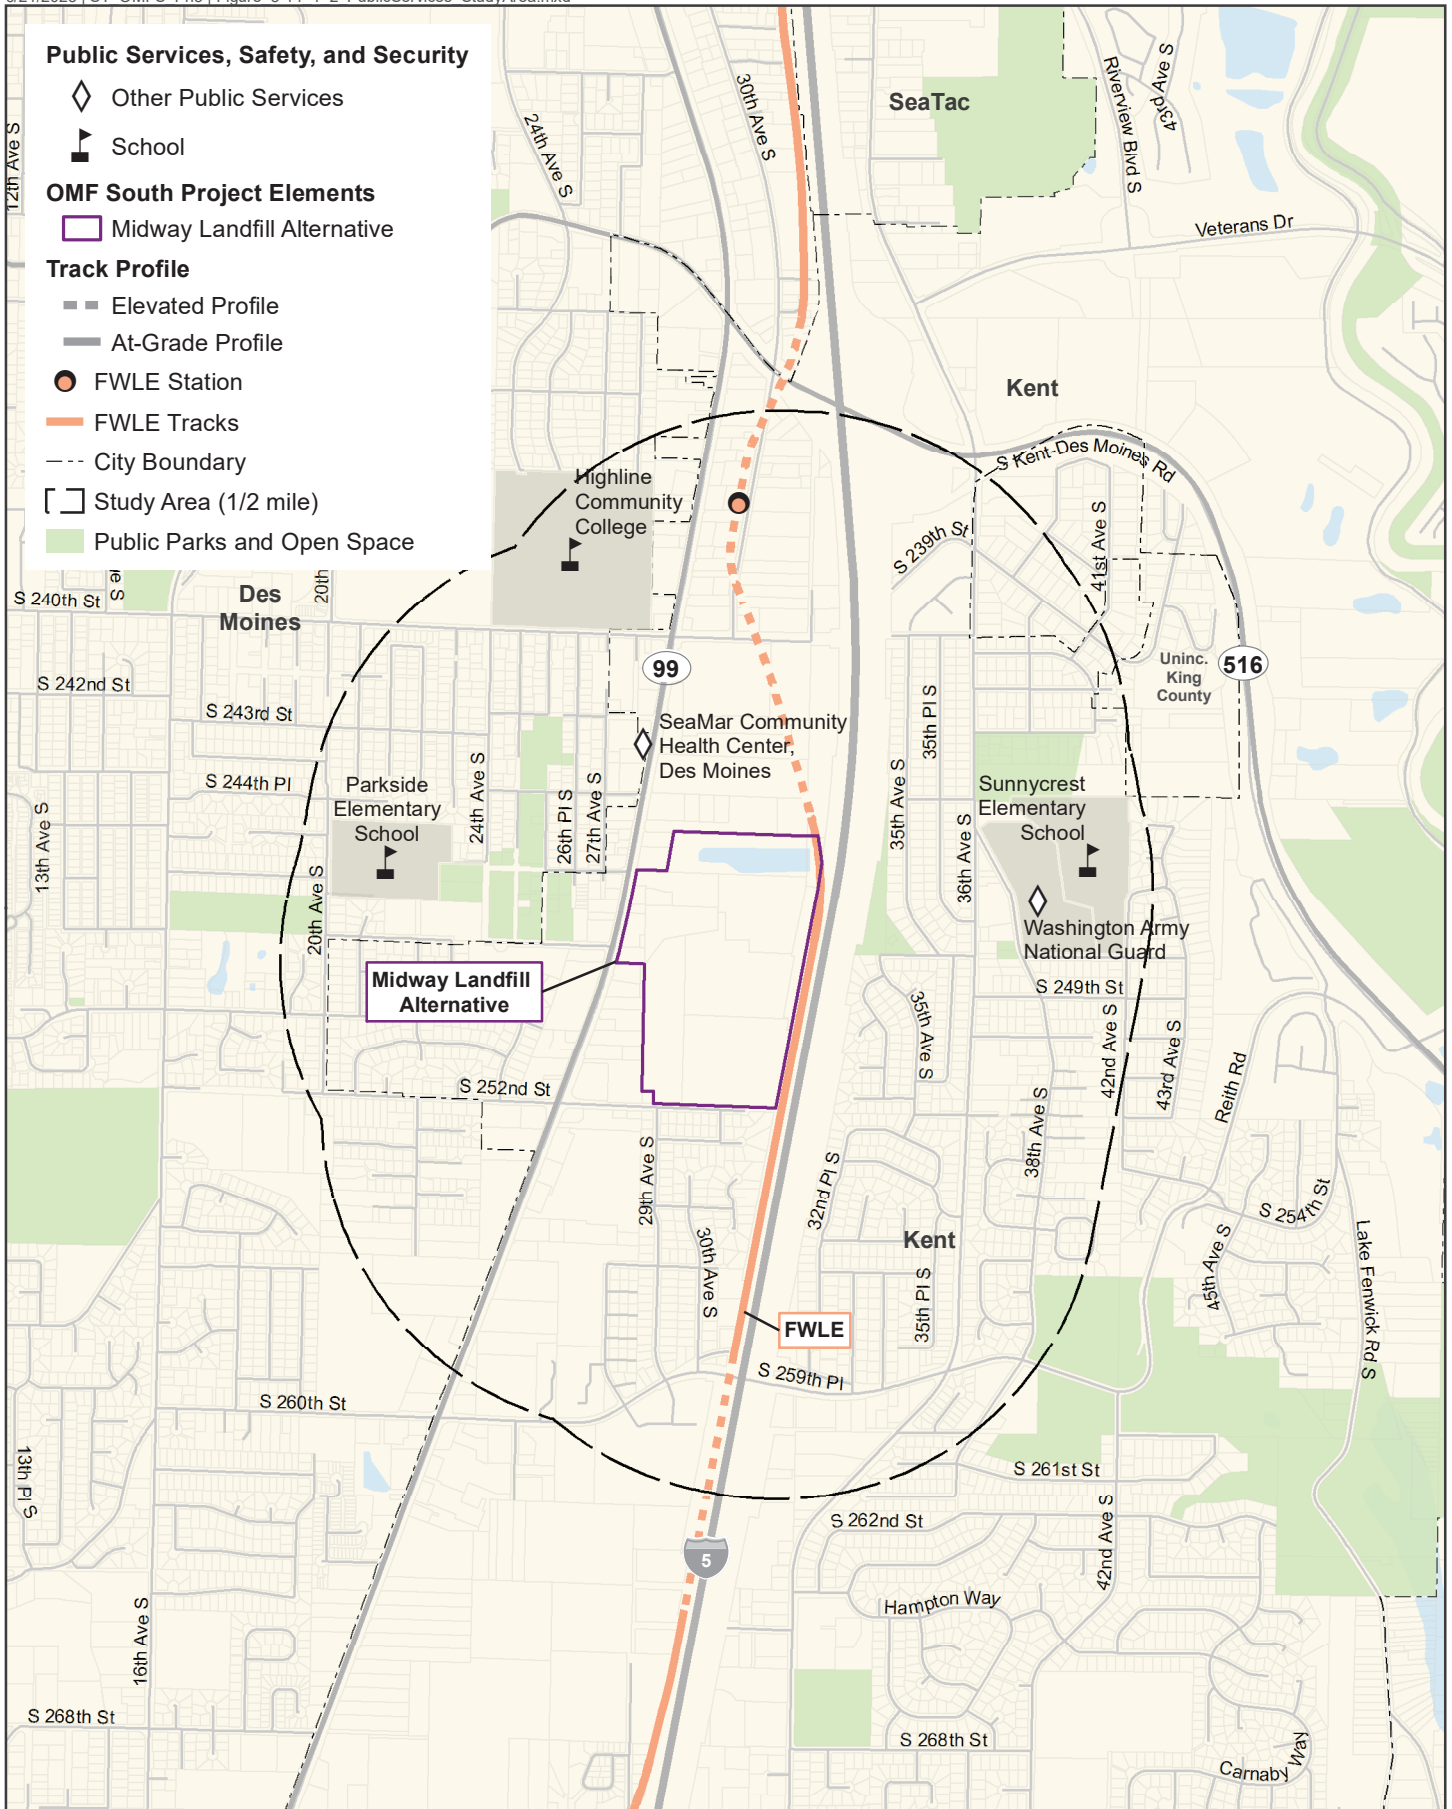 Public Services, Safety, and Security
Other Public Services
School
OMF South Project Elements
Midway Landfill Alternative
Track Profile
Elevated Profile
At-Grade Profile
FWLE Station
FWLE Tracks
City Boundary
Study Area (1/2 mile)
Public Parks and Open Space
12th Ave S
24th Ave S
30th Ave S
SeaTac
Riverview Blvd S
43rd Ave S
Veterans Dr
Kent
S Kent-Des Moines Rd
Highline
Community
College
S 239th St
41st Ave S
S 240th St
Des
Moines
20th
99
Uninc.
King
County
516
S 242nd St
S 243rd St
S 244th Pl
35th Pl S
SeaMar Community
Health Center,
Des Moines
Parkside
Elementary
School
24th Ave S
26th Pl S
27th Ave S
35th Ave S
36th Ave S
Sunnycrest
Elementary
School
13th Ave S
20th Ave S
Washington Army
National Guard
Midway Landfill
Alternative
S 249th St
35th Ave S
42nd Ave S
43rd Ave S
Reith Rd
S 252nd St
38th Ave S
29th Ave S
32nd Pl S
30th Ave S
Kent
S 254th St
45th Ave S
Lake Fenwick Rd S
35th Pl S
FWLE
S 259th Pl
S 260th St
13th Pl S
S 261st St
S 262nd St
42nd Ave S
5
Hampton Way
16th Ave S
S 268th St
S 268th St
Carnaby Way